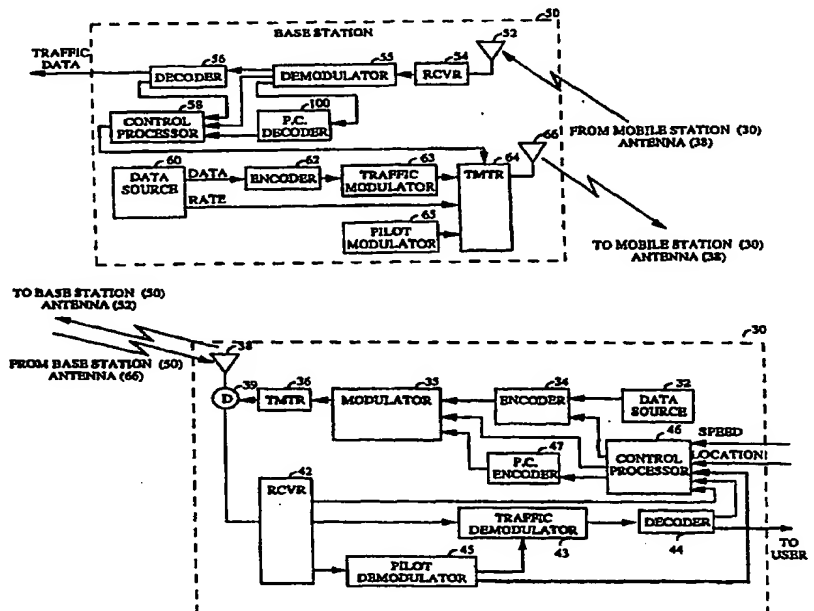 50
BASE STATION
52
TRAFFIC
DATA
56
DECODER
55
DEMODULATOR
54
RCVR
58
CONTROL
PROCESSOR
100
P.C.
DECODER
FROM MOBILE STATION (30)
ANTENNA (38)
66
60
DATA
SOURCE
DATA
RATE
62
ENCODER
63
TRAFFIC
MODULATOR
64
TMTR
65
PILOT
MODULATOR
TO MOBILE STATION (30)
ANTENNA (38)
TO BASE STATION (50)
ANTENNA (52)
FROM BASE STATION (50)
ANTENNA (66)
30
38
39
D
36
TMTR
35
MODULATOR
34
ENCODER
32
DATA
SOURCE
46
CONTROL
PROCESSOR
SPEED
LOCATION
47
P.C.
ENCODER
42
RCVR
TRAFFIC
DEMODULATOR
43
DECODER
44
TO
USER
45
PILOT
DEMODULATOR